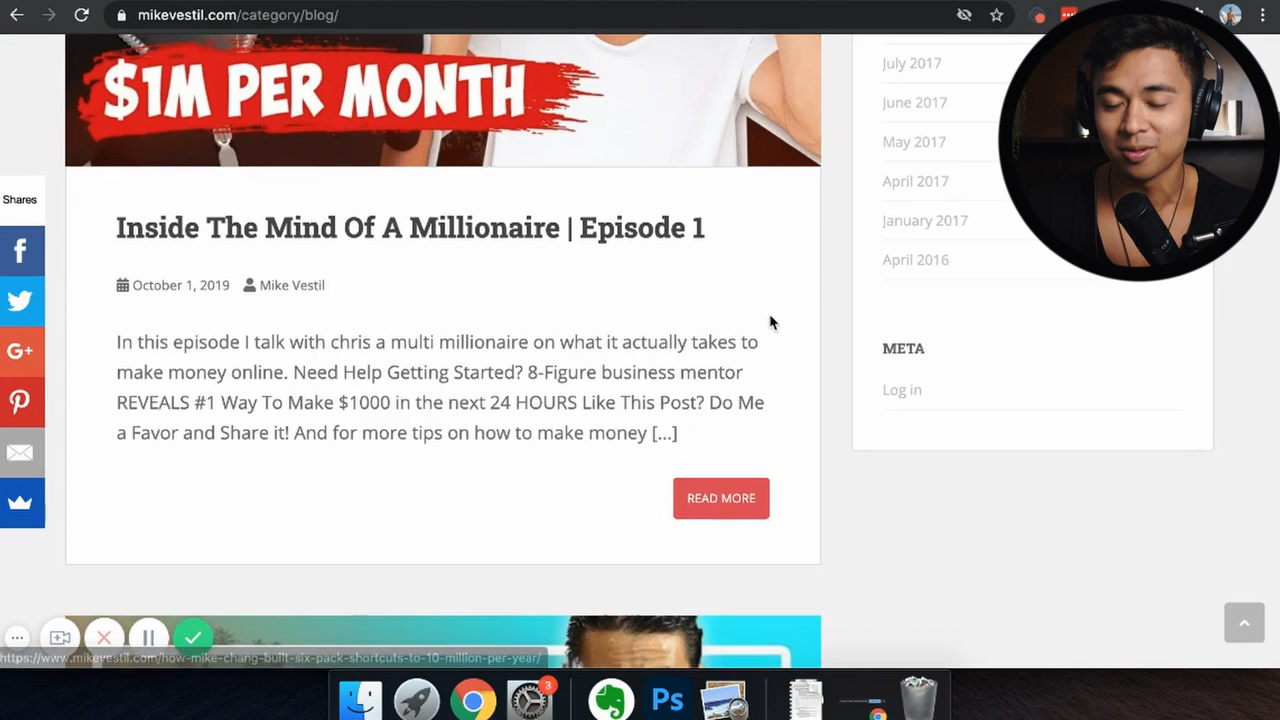 mikevestil.com/category/blog/
$1M PER MONTH
Shares
G+
Inside The Mind Of A Millionaire | Episode 1
October 1, 2019 Mike Vestil
In this episode I talk with chris a multi millionaire on what it actually takes to
make money online. Need Help Getting Started? 8-Figure business mentor
REVEALS #1 Way To Make $1000 in the next 24 HOURS Like This Post? Do Me
a Favor and Share it! And for more tips on how to make money [...]
READ MORE
July 2017
June 2017
May 2017
April 2017
January 2017
April 2016
META
Log in
https://www.mikevestil.com/how-mike-chang-built-six-pack-shortcuts-to-10-million-per-year/
3
Ps